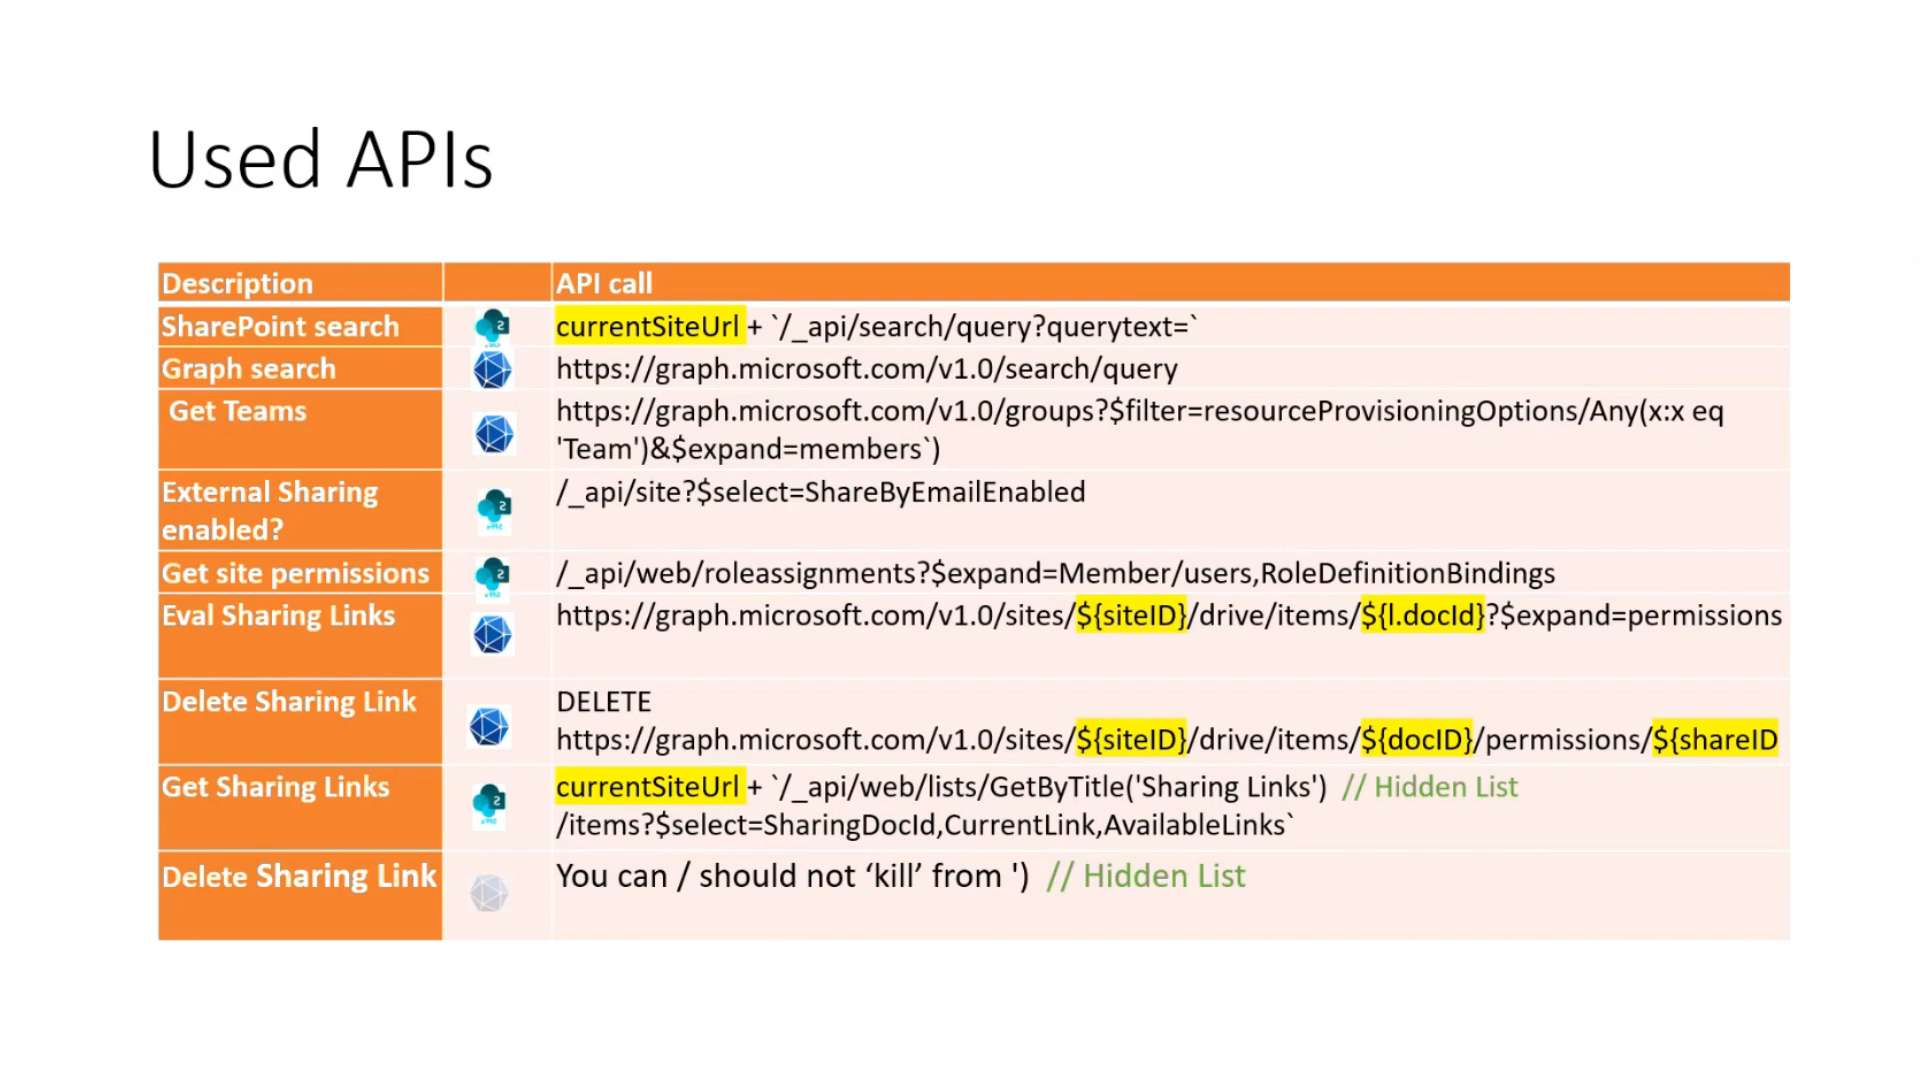 Used APIs
Description API call
SharePoint search currentSiteUrl + `/_api/search/query?querytext=`
Graph search https://graph.microsoft.com/v1.0/search/query
Get Teams https://graph.microsoft.com/v1.0/groups?$filter=resourceProvisioningOptions/Any(x:x eq
'Team')&$expand=members`)
External Sharing /_api/site?$select=ShareByEmailEnabled
enabled?
Get site permissions /_api/web/roleassignments?$expand=Member/users,RoleDefinitionBindings
Eval Sharing Links https://graph.microsoft.com/v1.0/sites/${siteID}/drive/items/${l.docId}?$expand=permissions
Delete Sharing Link DELETE
https://graph.microsoft.com/v1.0/sites/${siteID}/drive/items/${docID}/permissions/${shareID
Get Sharing Links currentSiteUrl + `/_api/web/lists/GetByTitle('Sharing Links') // Hidden List
/items?$select=SharingDocId,CurrentLink,AvailableLinks`
Delete Sharing Link You can / should not ‘kill’ from ') // Hidden List